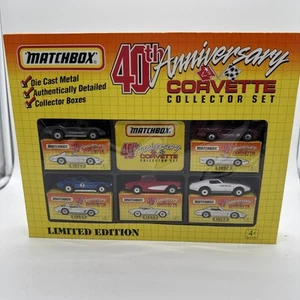 MATCHBOX
40th Anniversary
CORVETTE
COLLECTOR SET
Die Cast Metal
Authentically Detailed
Collector Boxes
MATCHBOX
40th Anniversary
CORVETTE
COLLECTOR SET
LIMITED EDITION